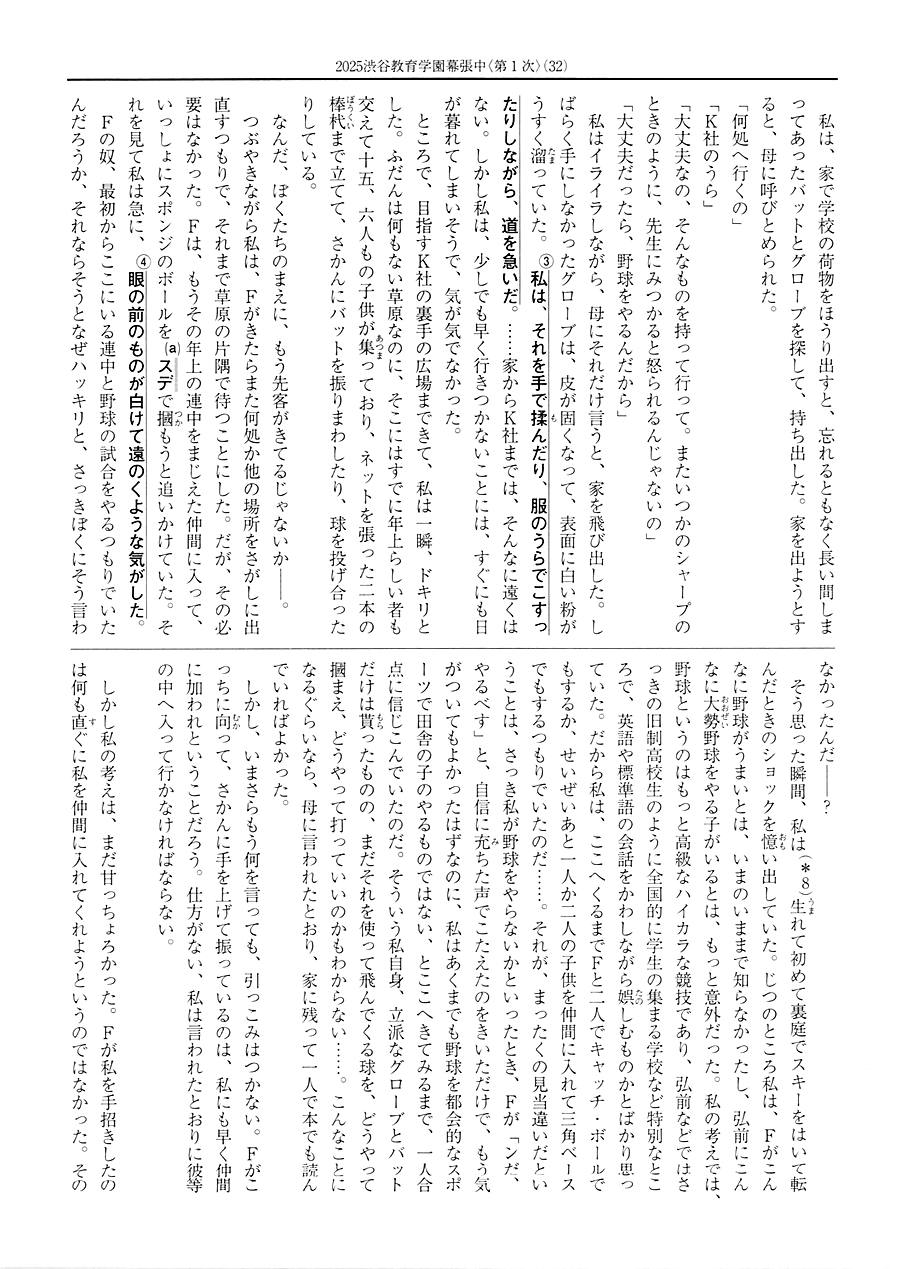 2025渋谷教育学園幕張中〈第1次〉(32)
私は、家で学校の荷物をほうり出すと、忘れるともなく長い間しま
ってあったバットとグローブを探して、持ち出した。家を出ようとす
ると、母に呼びとめられた。
「何処へ行くの」
「K社のうら」
「大丈夫なの、そんなものを持って行って。またいつかのシャープの
ときのように、先生にみつかると怒られるんじゃないの」
「大丈夫だったら、野球をやるんだから」
私はイライラしながら、母にそれだけ言うと、家を飛び出した。し
ばらく手にしなかったグローブは、皮が固くなって、表面に白い粉が
うすく溜たまっていた。③私は、それを手で揉もんだり、服のうらでこすっ
たりしながら、道を急いだ。……家からK社までは、そんなに遠くは
ない。しかし私は、少しでも早く行きつかないことには、すぐにも日
が暮れてしまいそうで、気が気でなかった。
ところで、目指すK社の裏手の広場まできて、私は一瞬、ドキリと
した。ふだんは何もない草原なのに、そこにはすでに年上らしい者も
交えて十五、六人もの子供が集あつまっており、ネットを張った二本の
棒杙ぼうくいまで立てて、さかんにバットを振りまわしたり、球を投げ合った
りしている。
なんだ、ぼくたちのまえに、もう先客がきてるじゃないか――。
つぶやきながら私は、Fがきたらまた何処か他の場所をさがしに出
直すつもりで、それまで草原の片隅で待つことにした。だが、その必
要はなかった。Fは、もうその年上の連中をまじえた仲間に入って、
いっしょにスポンジのボールを(a)スデで摑つかもうと追いかけていた。そ
れを見て私は急に、④眼の前のものが白けて遠のくような気がした。
Fの奴、最初からここにいる連中と野球の試合をやるつもりでいた
んだろうか、それならそうとなぜハッキリと、さっきぼくにそう言わ
なかったんだ――？
そう思った瞬間、私は(*8)生うまれて初めて裏庭でスキーをはいて転
んだときのショックを憶おもい出していた。じつのところ私は、Fがこん
なに野球がうまいとは、いまのいままで知らなかったし、弘前にこん
なに大勢おおぜい野球をやる子がいるとは、もっと意外だった。私の考えでは、
野球というのはもっと高級なハイカラな競技であり、弘前などではさ
っきの旧制高校生のように全国的に学生の集まる学校など特別なとこ
ろで、英語や標準語の会話をかわしながら娯たのしむものとばかり思っ
ていた。だから私は、ここへくるまでFと二人でキャッチ・ボールで
もするか、せいぜいあと一人か二人の子供を仲間に入れて三角ベース
でもするつもりでいたのだ……。それが、まったくの見当違いだとい
うことは、さっき私が野球をやらないかといったとき、Fが「ンだ、
やるべす」と、自信に充みちた声でこたえたのをきいただけで、もう気
がついてもよかったはずなのに、私はあくまでも野球を都会的なスポ
ーツで田舎の子のやるものではない、とここへきてみるまで、一人合
点に信じこんでいたのだ。そういう私自身、立派なグローブとバット
だけは貰もらったものの、まだそれを使って飛んでくる球を、どうやって
摑まえ、どうやって打っていいのかもわからない……。こんなことに
なるぐらいなら、母に言われたとおり、家に残って一人で本でも読ん
でいればよかった。
しかし、いまさらもう何を言っても、引っこみはつかない。Fがこ
っちに向むかって、さかんに手を上げて振っているのは、私にも早く仲間
に加われということだろう。仕方がない、私は言われたとおりに彼等
の中へ入って行かなければならない。
しかし私の考えは、まだ甘っちょろかった。Fが私を手招きしたの
は何も直すぐに私を仲間に入れてくれようというのではなかった。その